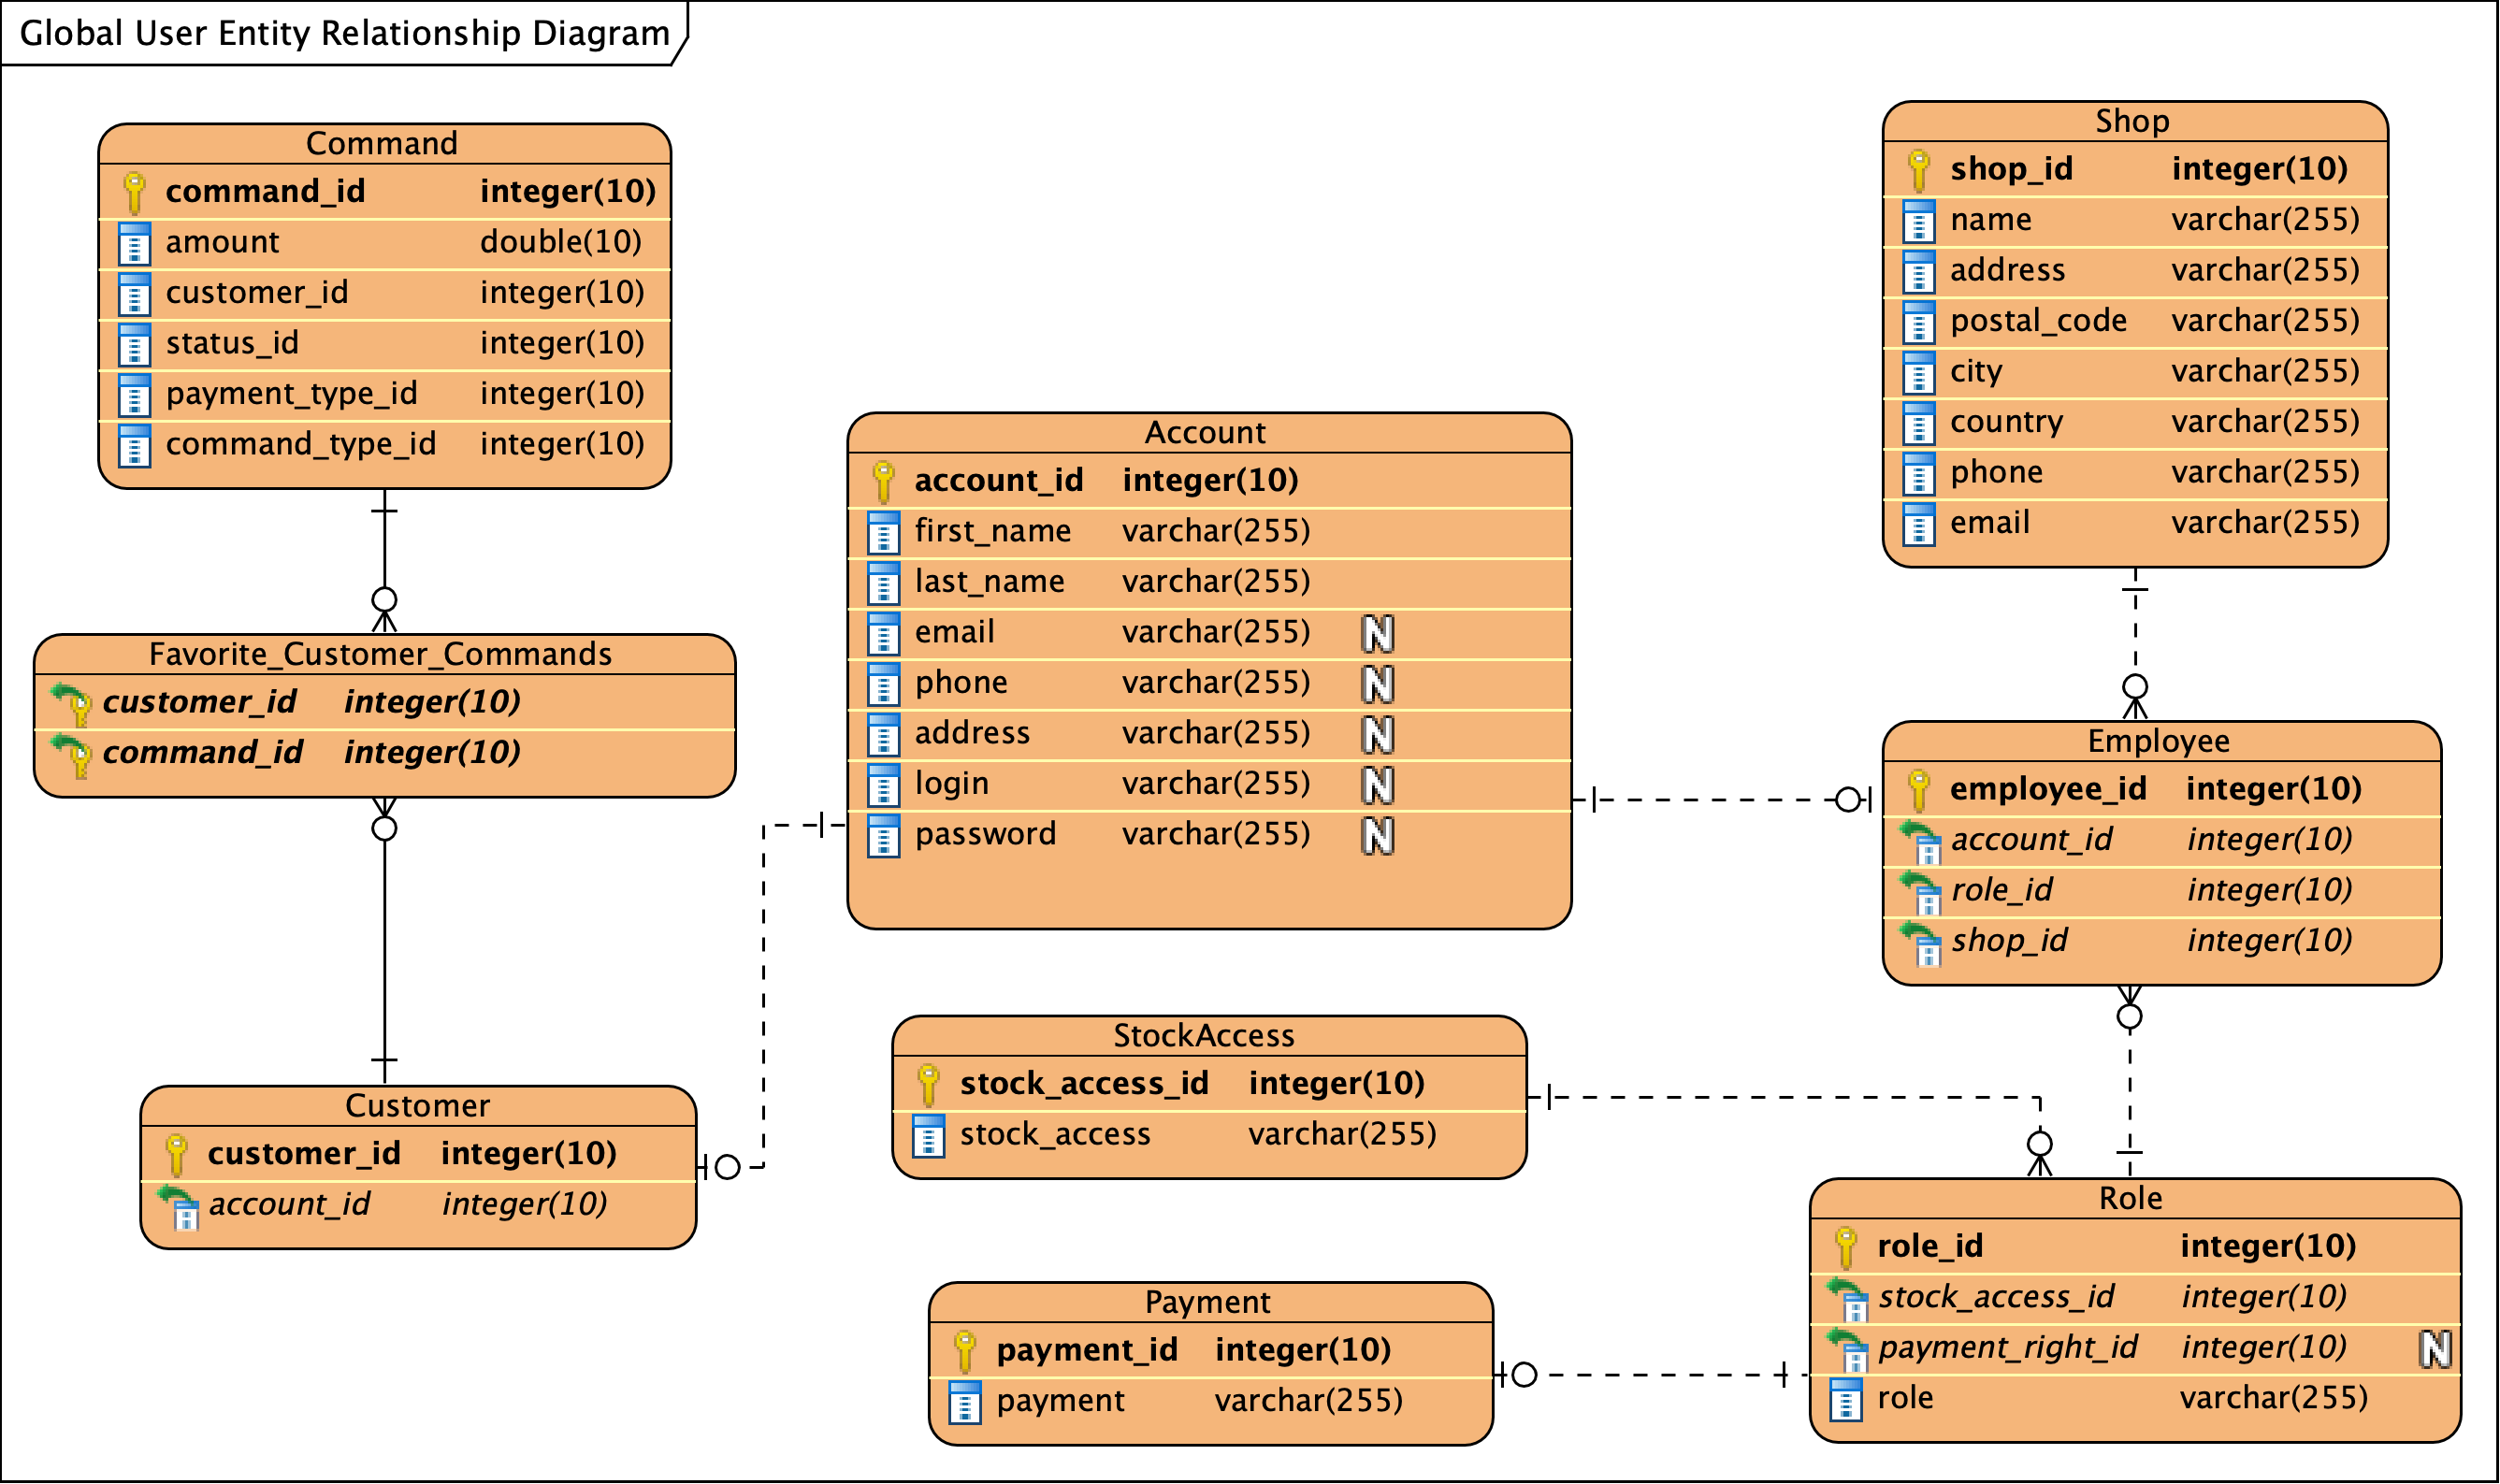 Global User Entity Relationship Diagram
Command
command_id integer(10)
amount double(10)
customer_id integer(10)
status_id integer(10)
payment_type_id integer(10)
command_type_id integer(10)
Shop
shop_id integer(10)
name varchar(255)
address varchar(255)
postal_code varchar(255)
city varchar(255)
country varchar(255)
phone varchar(255)
email varchar(255)
Account
account_id integer(10)
first_name varchar(255)
last_name varchar(255)
email varchar(255) N
phone varchar(255) N
address varchar(255) N
login varchar(255) N
password varchar(255) N
Favorite_Customer_Commands
customer_id integer(10)
command_id integer(10)
Employee
employee_id integer(10)
account_id integer(10)
role_id integer(10)
shop_id integer(10)
StockAccess
stock_access_id integer(10)
stock_access varchar(255)
Customer
customer_id integer(10)
account_id integer(10)
Role
role_id integer(10)
stock_access_id integer(10)
payment_right_id integer(10) N
role varchar(255)
Payment
payment_id integer(10)
payment varchar(255)